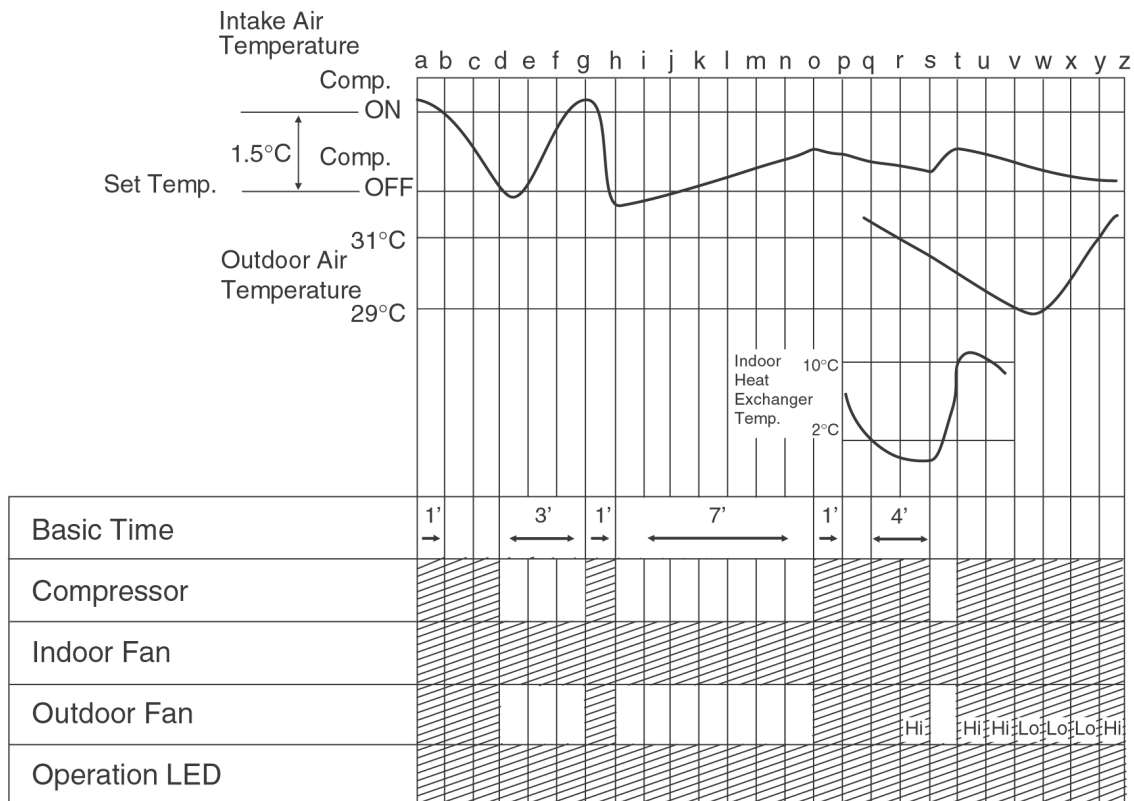 Intake Air
Temperature
a b c d e f g h i j k l m n o p q r s t u v w x y z
Comp.
ON
1.5°C
Comp.
Set Temp.
OFF
31°C
Outdoor Air
Temperature
29°C
Indoor
Heat
Exchanger
Temp.
10°C
2°C
Basic Time
1’ 3’ 1’ 7’ 1’ 4’
Compressor
Indoor Fan
Outdoor Fan
Hi Hi Hi Lo Lo Lo Hi
Operation LED